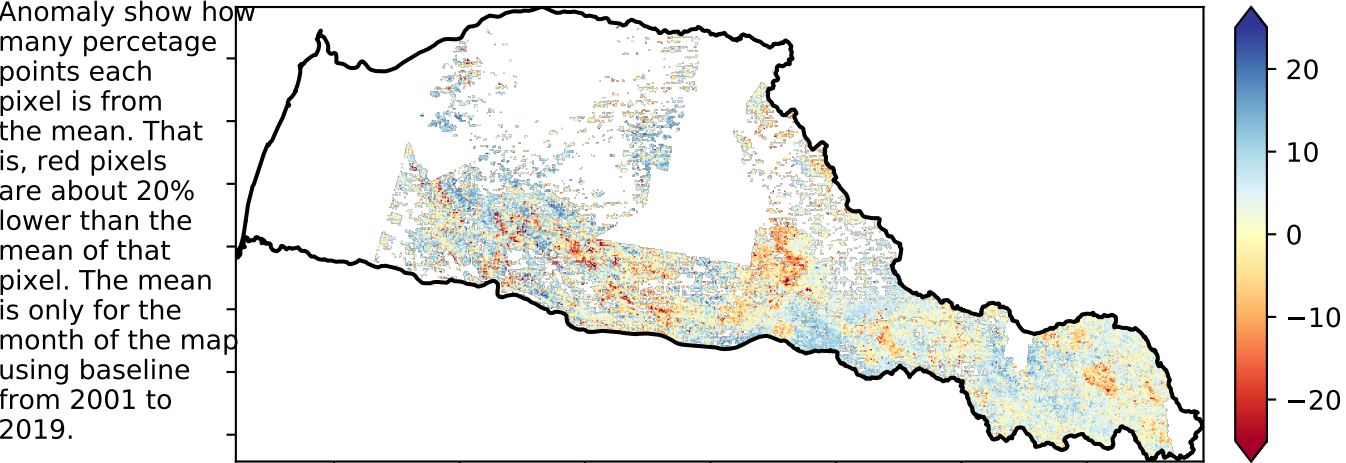 Anomaly show how
many percetage
points each
pixel is from
the mean. That
is, red pixels
are about 20%
lower than the
mean of that
pixel. The mean
is only for the
month of the map
using baseline
from 2001 to
2019.
20
10
0
−10
−20